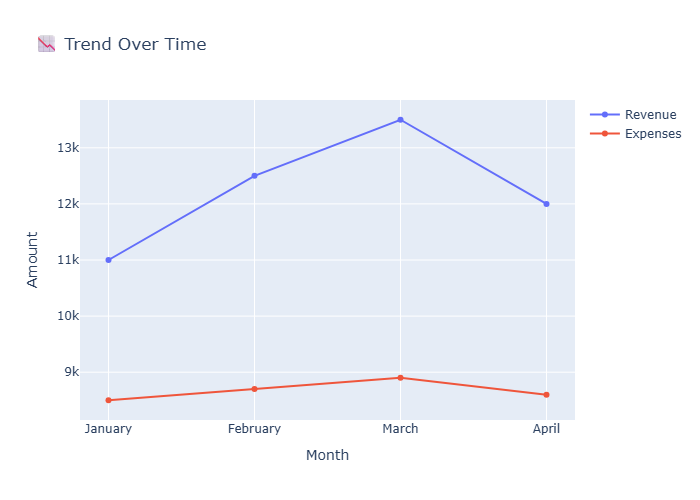 📉 Trend Over Time
Revenue
Expenses
Amount
13k
12k
11k
10k
9k
January
February
March
April
Month